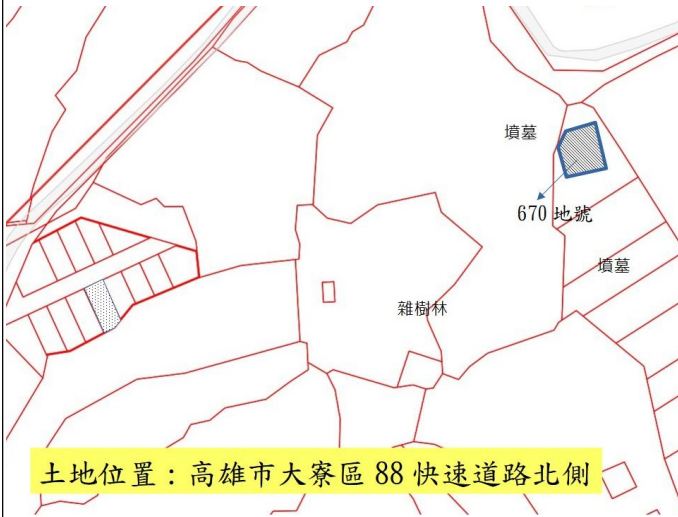 墳墓
670 地號
墳墓
雜樹林
土地位置：高雄市大寮區 88 快速道路北側